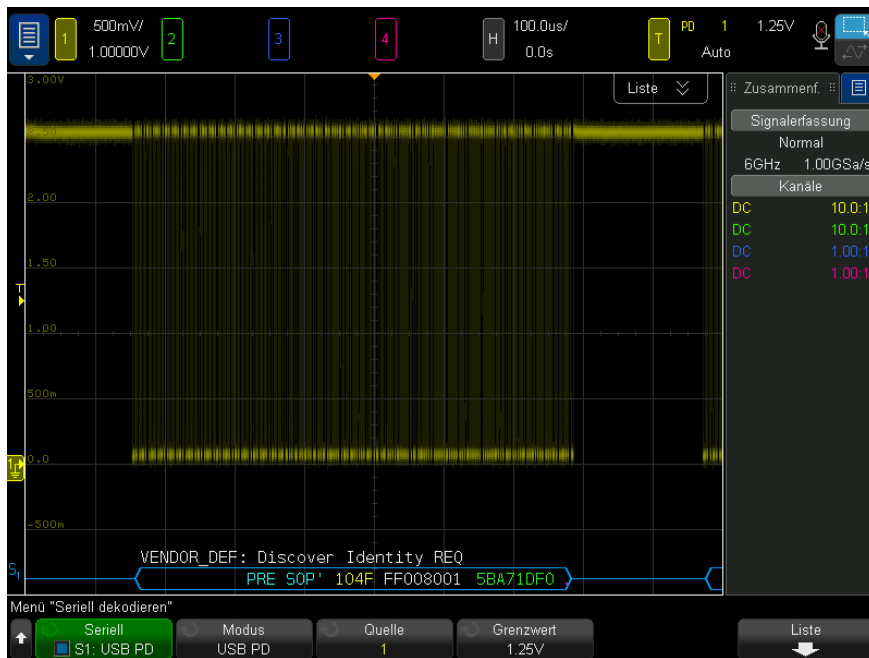 1 500mV/ 2 3 4 H 100.0us/ T PD 1 1.25V
1.00000V 0.0s Auto
3.00V
Liste
Zusammenf.
Signalerfassung
Normal
6GHz 1.00GSa/s
Kanäle
DC 10.0:1
DC 10.0:1
DC 1.00:1
DC 1.00:1
2.50
2.00
1.50
T
1.00
500m
1 0.0
-500m
VENDOR_DEF: Discover Identity REQ
S1 PRE SOP' 104F FF008001 5BA71DF0
Menü "Seriell dekodieren"
Seriell Modus Quelle Grenzwert Liste
S1: USB PD USB PD 1 1.25V